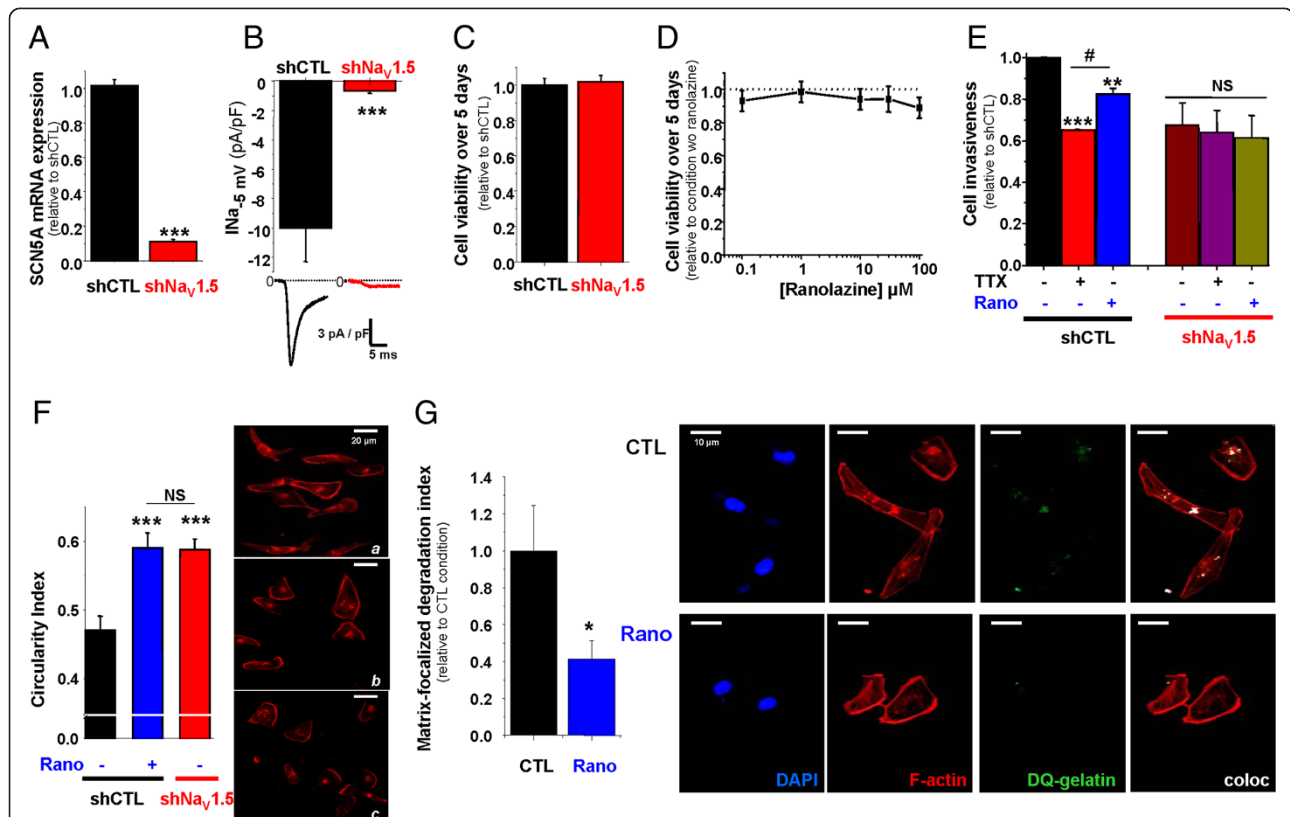 A
SCN5A mRNA expression
(relative to shCTL)
1.0
0.8
0.6
0.4
0.2
0.0
***
shCTL shNaV1.5
B
shCTL shNaV1.5
INa-5 mV (pA/pF)
0
-2
-4
-6
-8
-10
-12
***
0
0
3 pA / pF
5 ms
C
Cell viability over 5 days
(relative to shCTL)
1.0
0.8
0.6
0.4
0.2
0.0
shCTL shNaV1.5
D
Cell viability over 5 days
(relative to condition wo ranolazine)
1.0
0.8
0.6
0.4
0.2
0.0
0.1 1 10 100
[Ranolazine] µM
E
Cell invasiveness
(relative to shCTL)
1.0
0.8
0.6
0.4
0.2
0.0
#
***
**
NS
TTX - + - - + -
Rano - - + - - +
shCTL
shNaV1.5
F
Circularity Index
0.6
0.5
0.4
0.0
NS
*** ***
Rano - + -
shCTL shNaV1.5
20 µm
a
b
c
G
Matrix-focalized degradation index
(relative to CTL condition)
1.4
1.2
1.0
0.8
0.6
0.4
0.2
0.0
*
CTL Rano
CTL
10 µm
Rano
DAPI
F-actin
DQ-gelatin
coloc